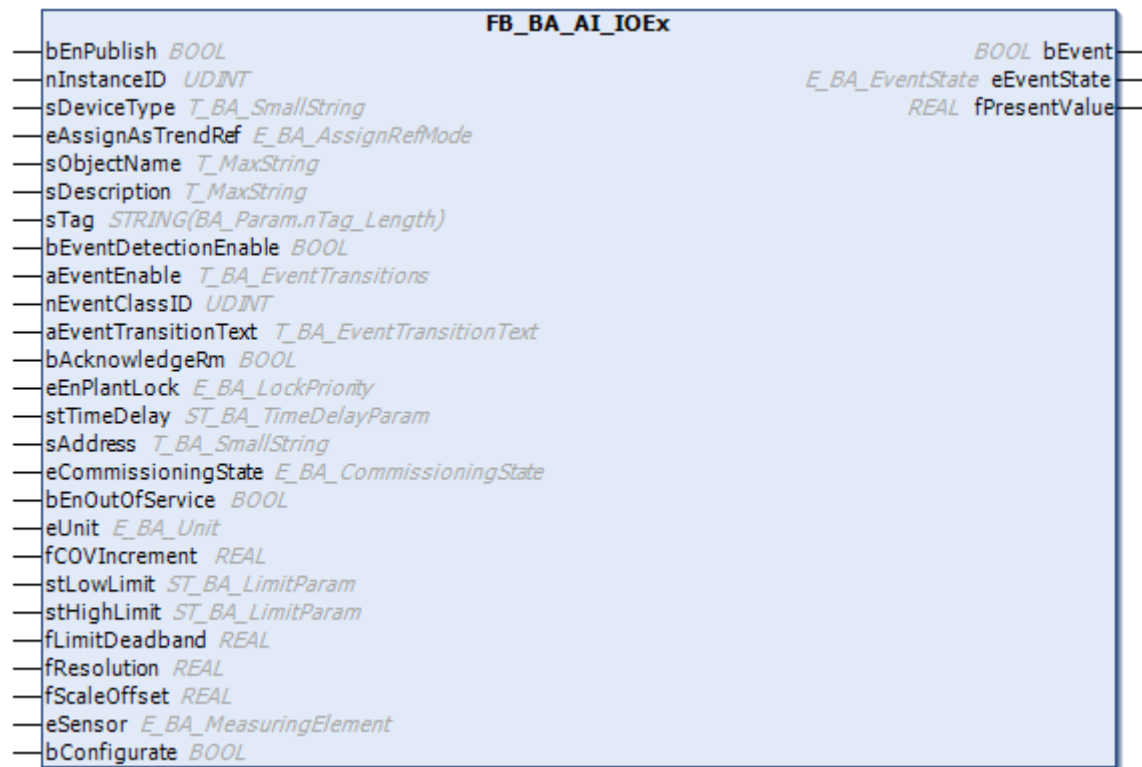 FB_BA_AI_IOEx
bEnPublish BOOL BOOL bEvent
nInstanceID UDINT E_BA_EventState eEventState
sDeviceType T_BA_SmallString REAL fPresentValue
eAssignAsTrendRef E_BA_AssignRefMode
sObjectName T_MaxString
sDescription T_MaxString
sTag STRING(BA_Param.nTag_Length)
bEventDetectionEnable BOOL
aEventEnable T_BA_EventTransitions
nEventClassID UDINT
aEventTransitionText T_BA_EventTransitionText
bAcknowledgeRm BOOL
eEnPlantLock E_BA_LockPriority
stTimeDelay ST_BA_TimeDelayParam
sAddress T_BA_SmallString
eCommissioningState E_BA_CommissioningState
bEnOutOfService BOOL
eUnit E_BA_Unit
fCOVIncrement REAL
stLowLimit ST_BA_LimitParam
stHighLimit ST_BA_LimitParam
fLimitDeadband REAL
fResolution REAL
fScaleOffset REAL
eSensor E_BA_MeasuringElement
bConfigurate BOOL